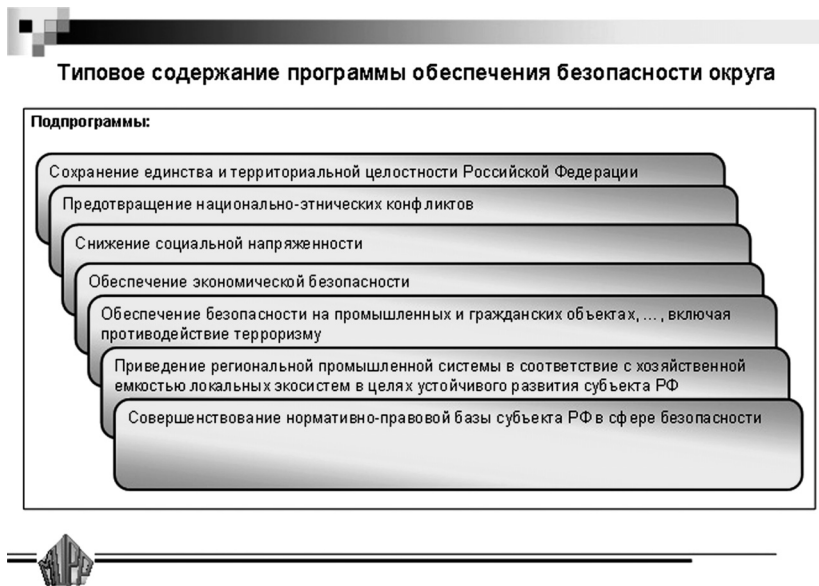 Типовое содержание программы обеспечения безопасности округа
Подпрограммы:
Сохранение единства и территориальной целостности Российской Федерации
Предотвращение национально-этнических конфликтов
Снижение социальной напряженности
Обеспечение экономической безопасности
Обеспечение безопасности на промышленных и гражданских объектах, ... , включая
противодействие терроризму
Приведение региональной промышленной системы в соответствие с хозяйственной
емкостью локальных экосистем в целях устойчивого развития субъекта РФ
Совершенствование нормативно-правовой базы субъекта РФ в сфере безопасности